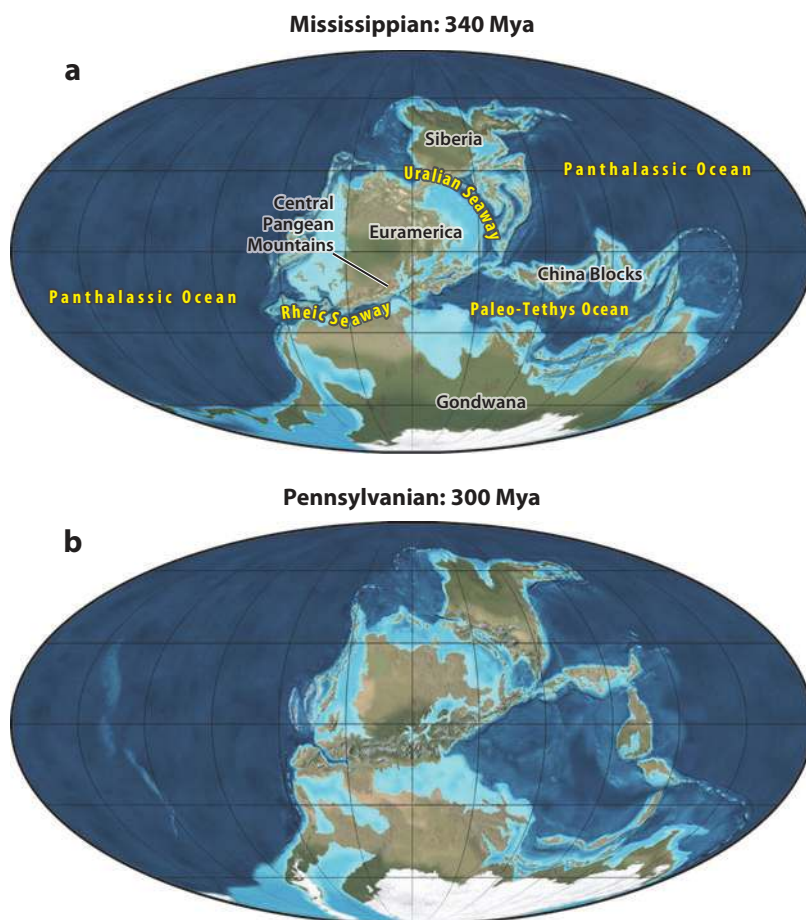 Mississippian: 340 Mya
a
Siberia
Uralian Seaway
Panthalassic Ocean
Central
Pangean
Mountains
Euramerica
China Blocks
Panthalassic Ocean
Rheic Seaway
Paleo-Tethys Ocean
Gondwana
Pennsylvanian: 300 Mya
b